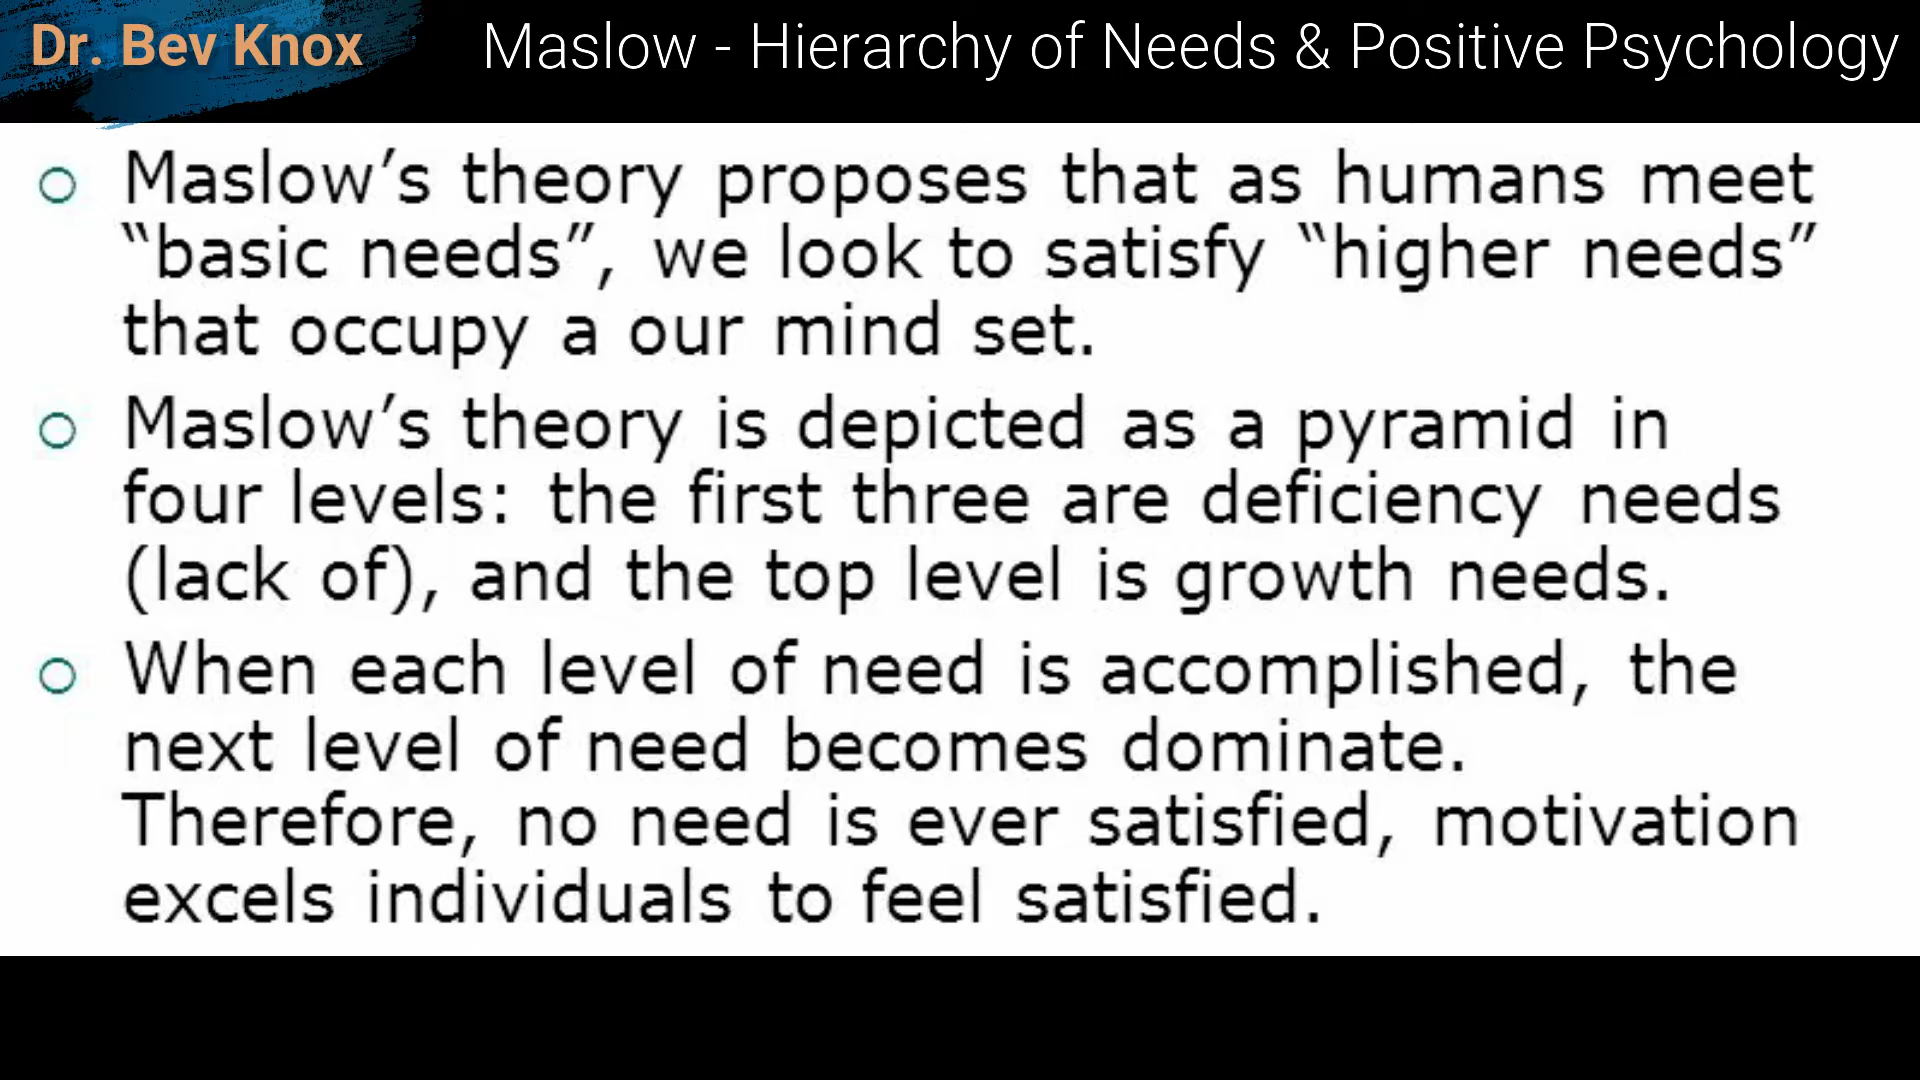 Dr. Bev Knox
Maslow - Hierarchy of Needs & Positive Psychology
Maslow’s theory proposes that as humans meet
“basic needs”, we look to satisfy “higher needs”
that occupy a our mind set.
Maslow’s theory is depicted as a pyramid in
four levels: the first three are deficiency needs
(lack of), and the top level is growth needs.
When each level of need is accomplished, the
next level of need becomes dominate.
Therefore, no need is ever satisfied, motivation
excels individuals to feel satisfied.